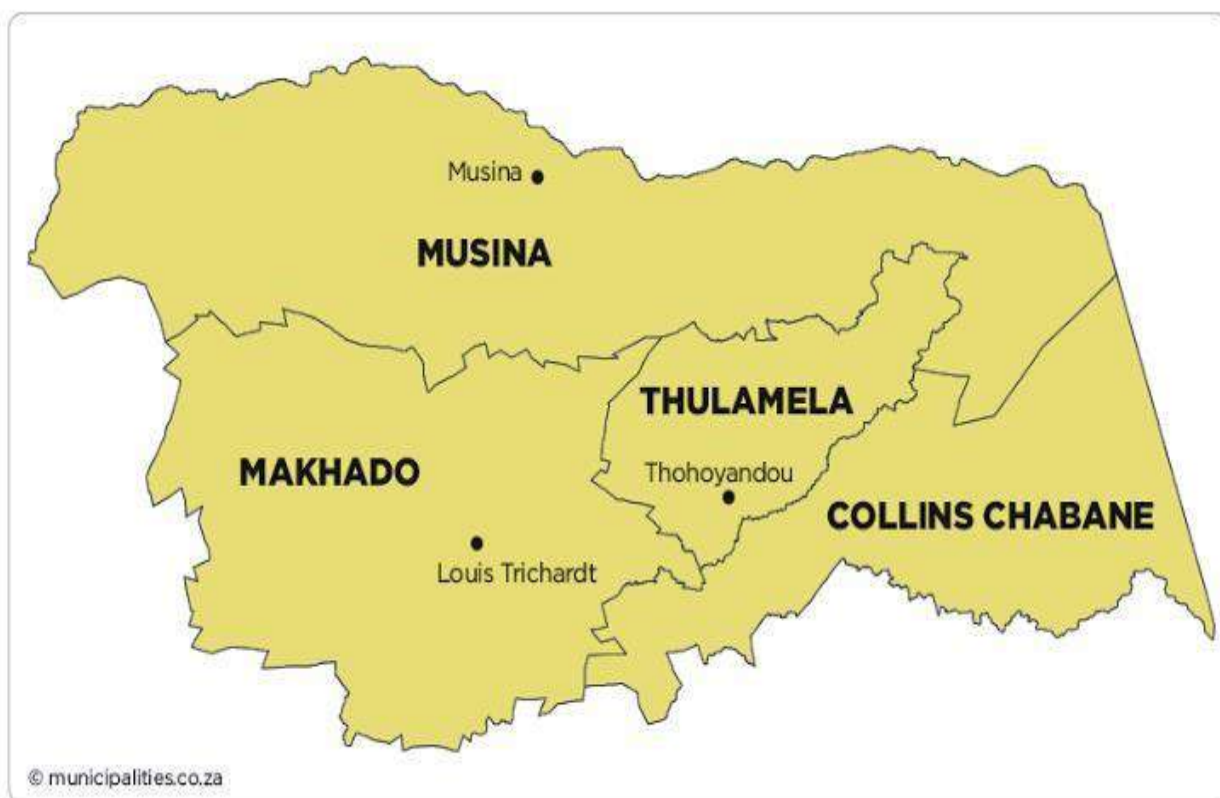 Musina
MUSINA
THULAMELA
MAKHADO
Thohoyandou
COLLINS CHABANE
Louis Trichardt
© municipalities.co.za